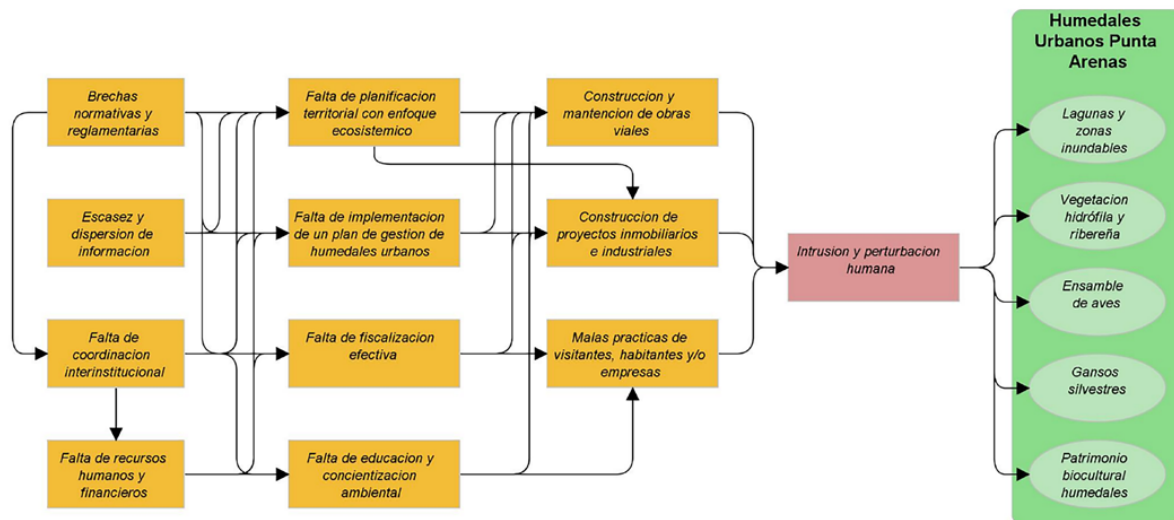 Humedales
Urbanos Punta
Arenas
Brechas
normativas y
reglamentarias
Falta de planificacion
territorial con enfoque
ecosistemico
Construccion y
mantencion de obras
viales
Lagunas y
zonas
inundables
Escasez y
dispersion de
informacion
Falta de implementacion
de un plan de gestion de
humedales urbanos
Construccion de
proyectos inmobiliarios
e industriales
Intrusion y perturbacion
humana
Vegetacion
hidrófila y
ribereña
Ensamble
de aves
Falta de
coordinacion
interinstitucional
Falta de fiscalizacion
efectiva
Malas practicas de
visitantes, habitantes y/o
empresas
Gansos
silvestres
Falta de recursos
humanos y
financieros
Falta de educacion y
concientizacion
ambiental
Patrimonio
biocultural
humedales